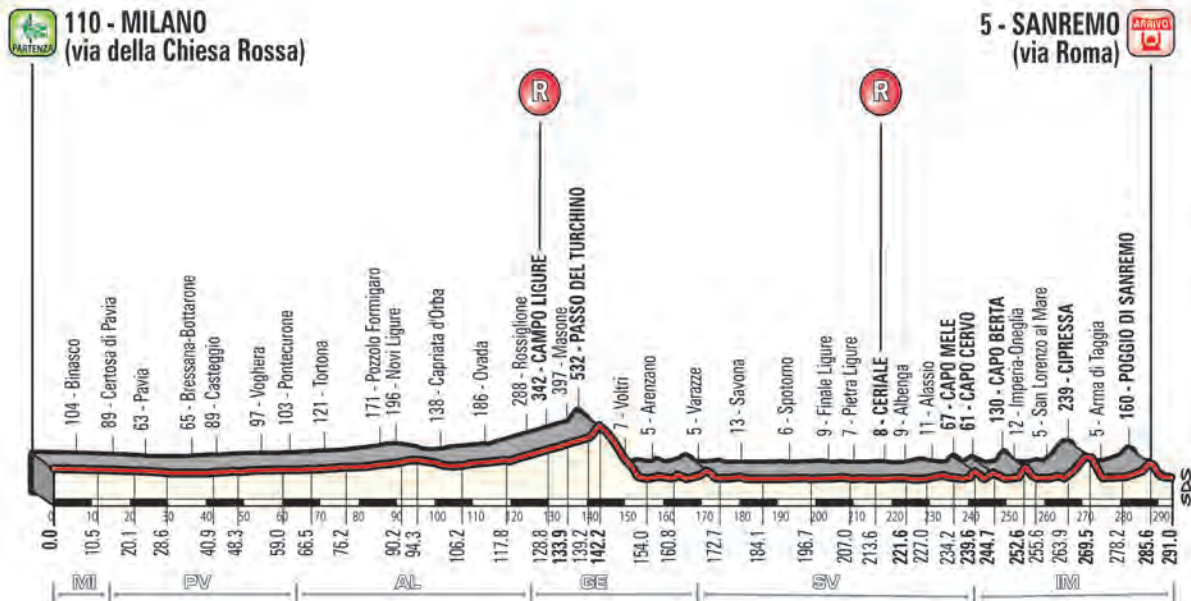 110 - MILANO
(via della Chiesa Rossa)
PARTENZA
5 - SANREMO
(via Roma)
ARRIVO
R
R
104 - Binasco
89 - Certosa di Pavia
63 - Pavia
65 - Bressana-Bottarone
89 - Casteggio
97 - Voghera
103 - Pontecurone
121 - Tortona
171 - Pozzolo Formigaro
196 - Novi Ligure
138 - Capriata d'Orba
186 - Ovada
288 - Rossiglione
342 - CAMPO LIGURE
397 - Masone
532 - PASSO DEL TURCHINO
7 - Voltri
5 - Arenzano
5 - Varazze
13 - Savona
6 - Spotorno
9 - Finale Ligure
7 - Pietra Ligure
8 - CERIALE
9 - Albenga
11 - Alassio
67 - CAPO MELE
61 - CAPO CERVO
130 - CAPO BERTA
12 - Imperia-Oneglia
5 - San Lorenzo al Mare
239 - CIPRESSA
5 - Arma di Taggia
160 - POGGIO DI SANREMO
SDS
0 10 20 30 40 50 60 70 80 90 100 110 120 130 140 150 160 170 180 190 200 210 220 230 240 250 260 270 280 290
0.0 10.5 20.1 28.6 40.9 48.3 59.0 66.5 76.2 90.2 94.3 106.2 117.8 128.8 133.9 139.2 142.2 154.0 160.8 172.7 184.1 196.7 207.0 213.6 221.6 227.0 234.2 239.6 244.7 252.6 255.6 263.9 269.5 278.2 285.6 291.0
MI PV AL GE SV IM